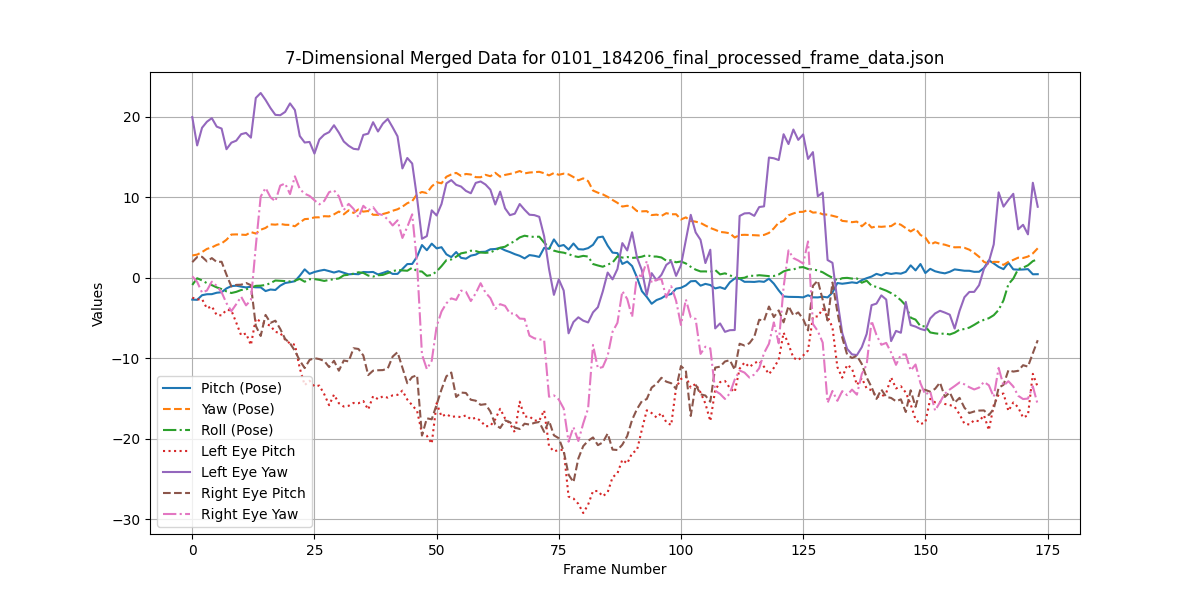 7-Dimensional Merged Data for 0101_184206_final_processed_frame_data.json
Values
20
10
0
−10
−20
−30
Pitch (Pose)
Yaw (Pose)
Roll (Pose)
Left Eye Pitch
Left Eye Yaw
Right Eye Pitch
Right Eye Yaw
0 25 50 75 100 125 150 175
Frame Number